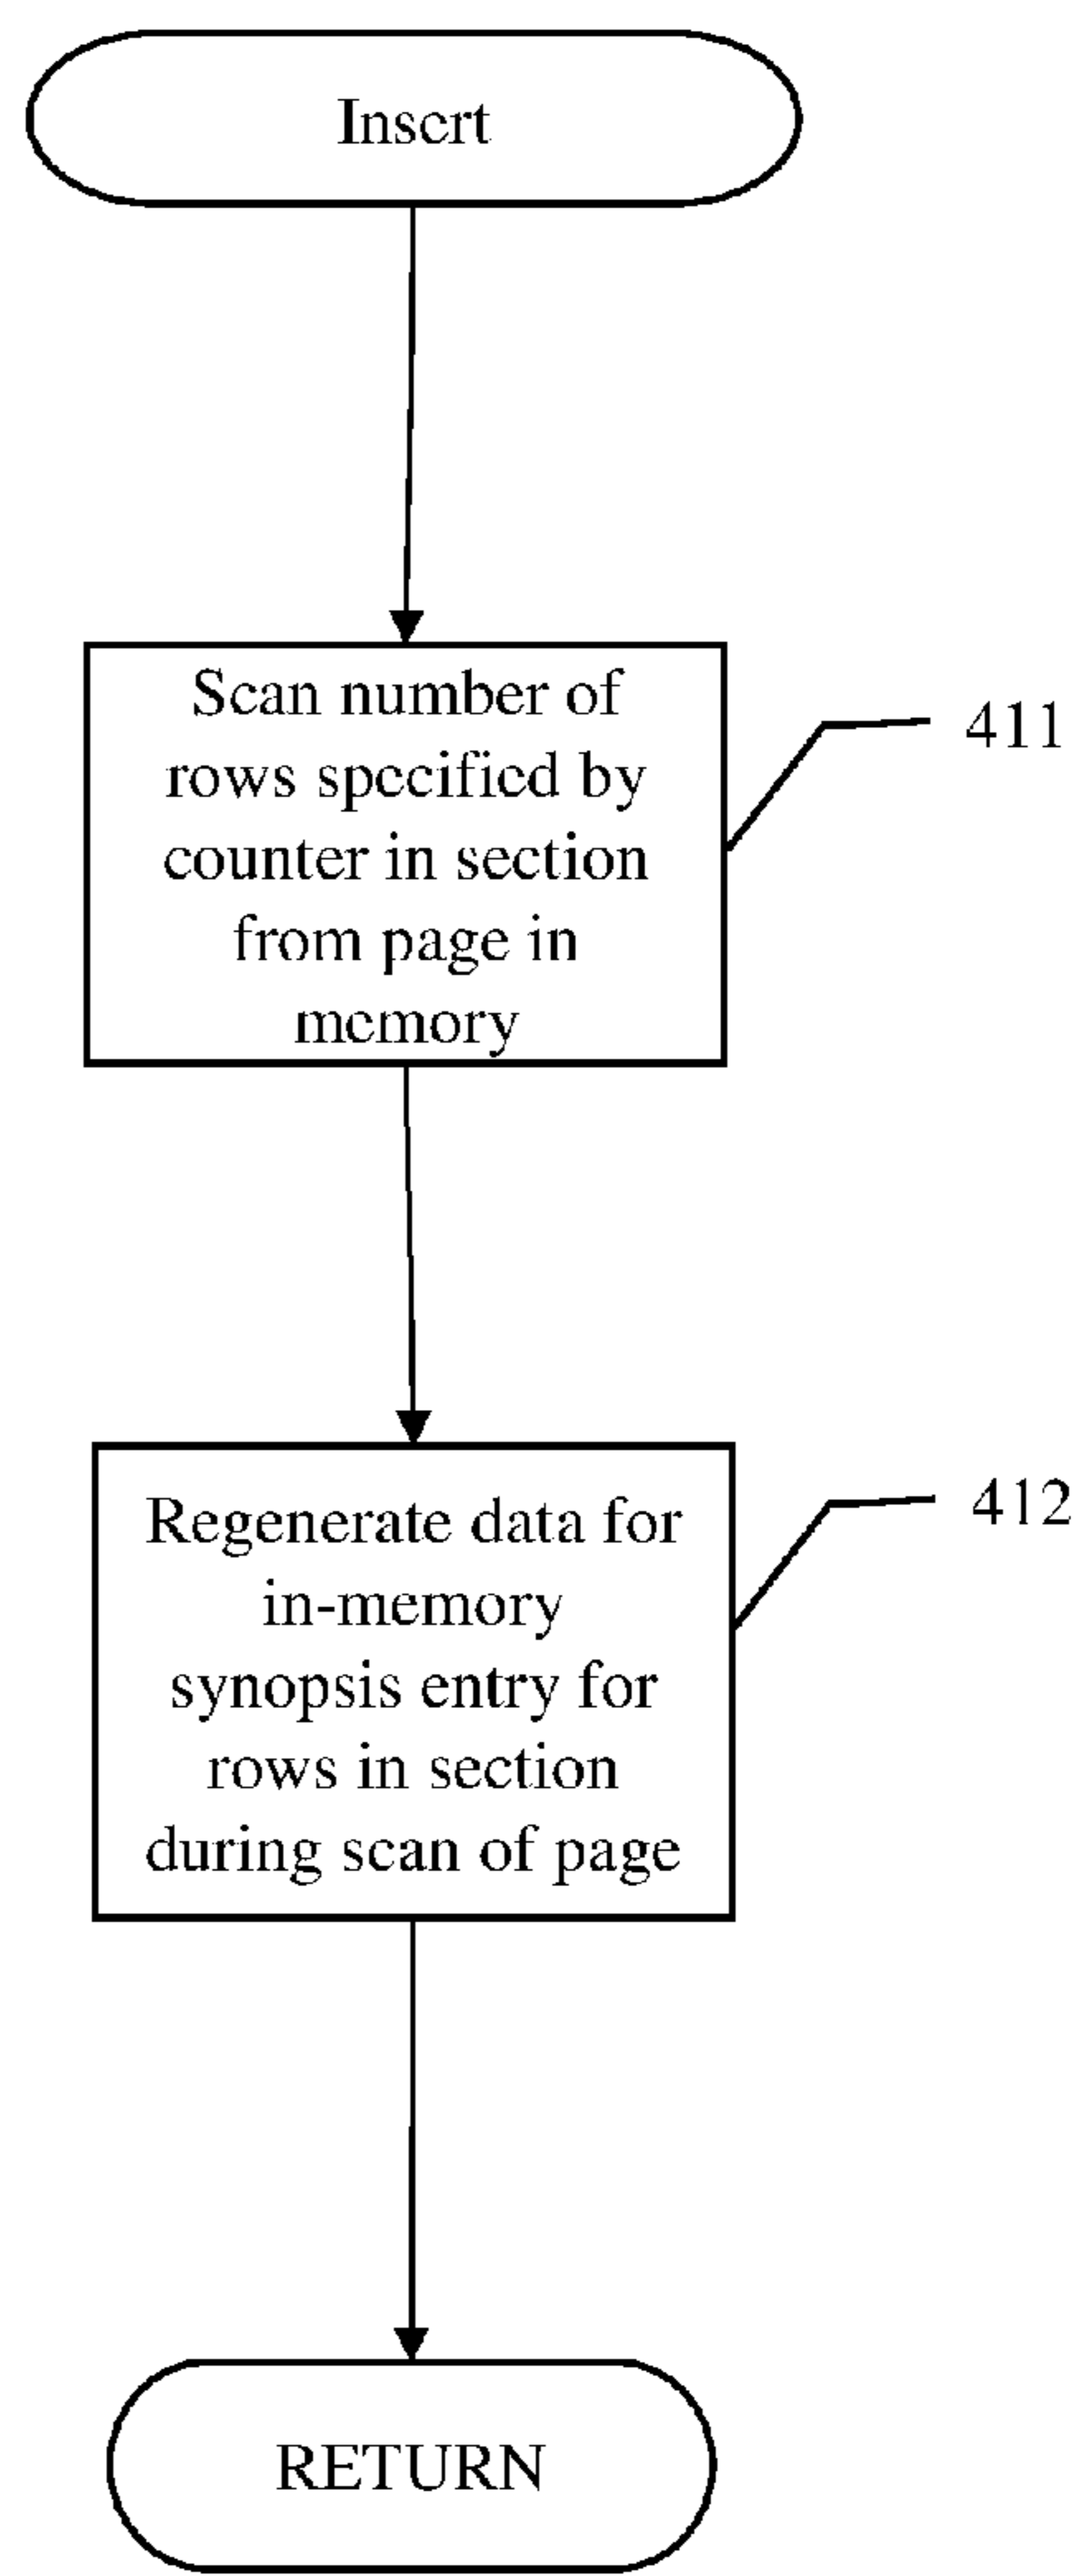 Insert
Scan number of
rows specified by
counter in section
from page in
memory
411
Regenerate data for
in-memory
synopsis entry for
rows in section
during scan of page
412
RETURN